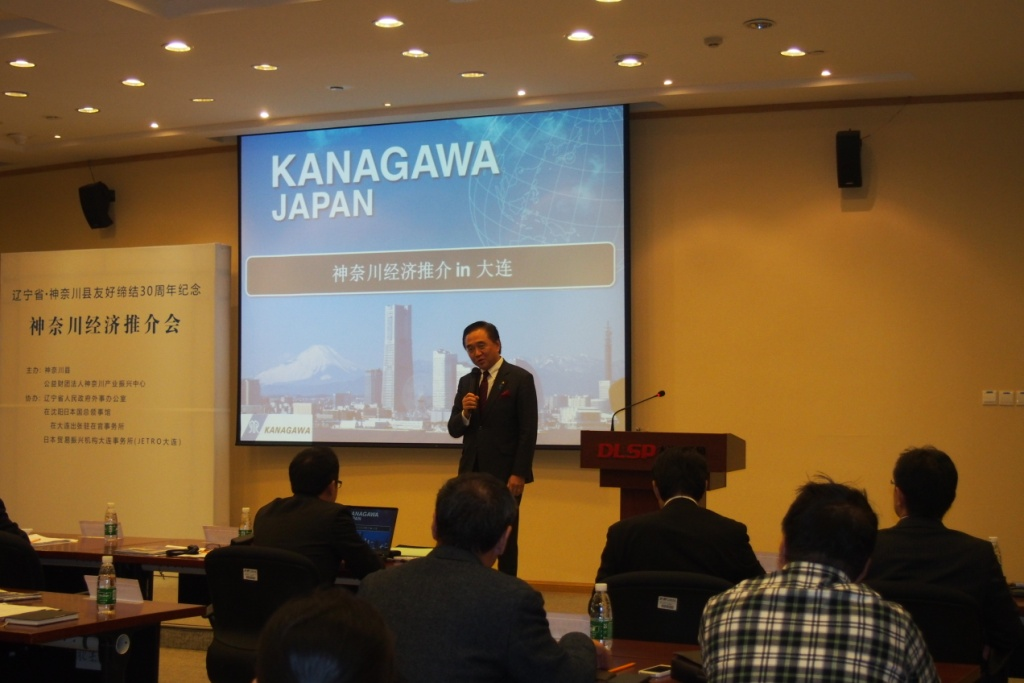 KANAGAWA
JAPAN
神奈川经济推介 in 大连
KANAGAWA
辽宁省·神奈川县友好缔结30周年纪念
神奈川经济推介会
主办：神奈川县
公益财团法人神奈川产业振兴中心
协办：辽宁省人民政府外事办公室
在沈阳日本国总领事馆
在大连出张驻在官事务所
日本贸易振兴机构大连事务所(JETRO大连)
DLSP
KANAGAWA
JAPAN